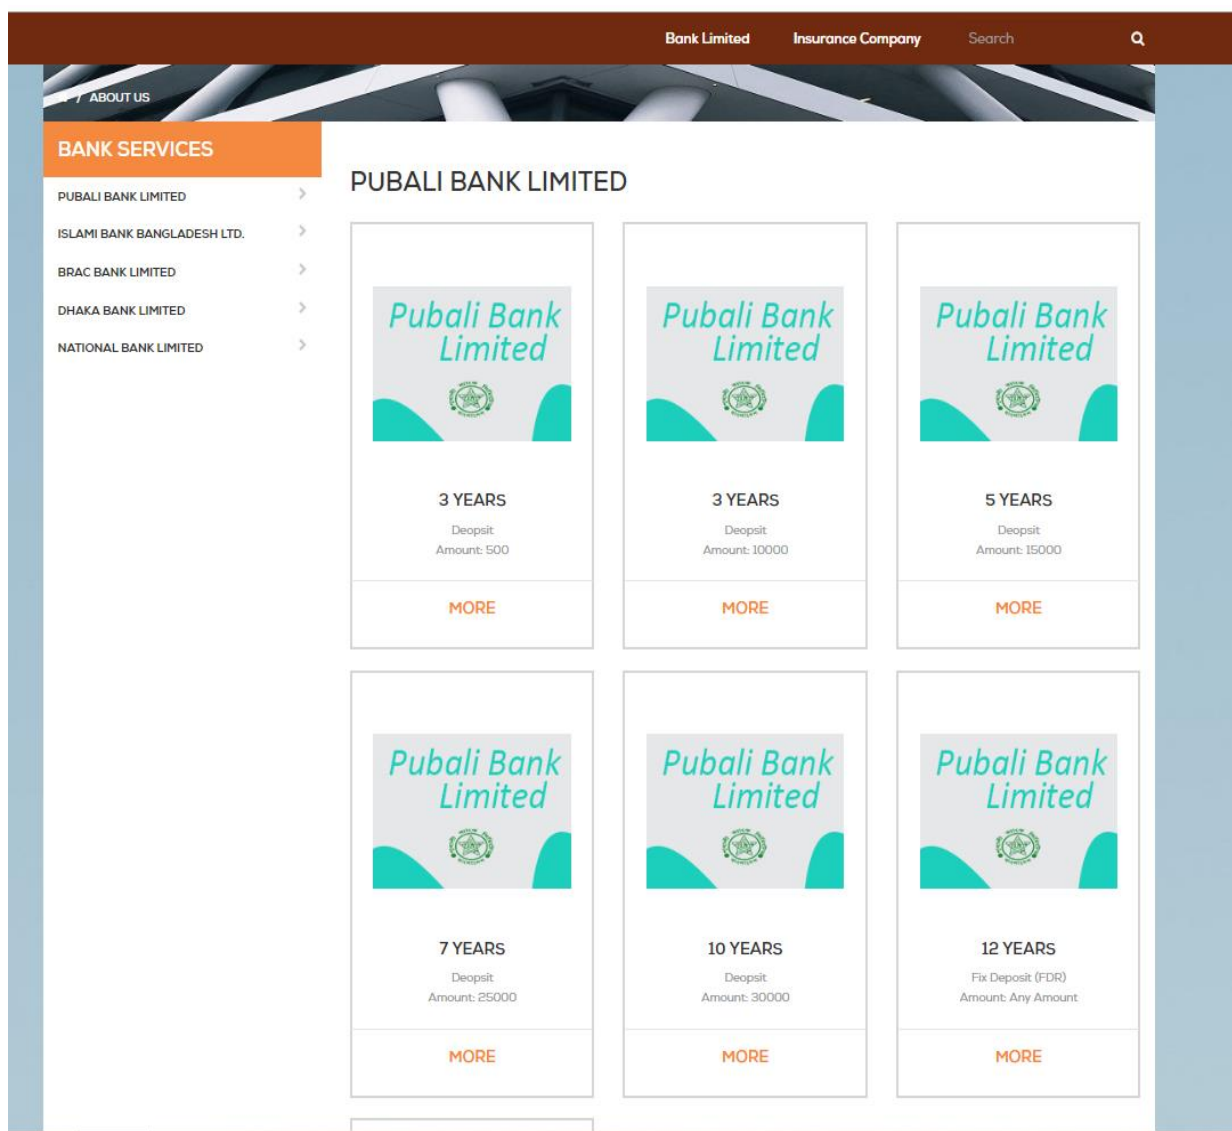 Bank Limited Insurance Company Search
/ ABOUT US
BANK SERVICES
PUBALI BANK LIMITED
ISLAMI BANK BANGLADESH LTD.
BRAC BANK LIMITED
DHAKA BANK LIMITED
NATIONAL BANK LIMITED
PUBALI BANK LIMITED
Pubali Bank
Limited
3 YEARS
Deopsit
Amount: 500
MORE
Pubali Bank
Limited
3 YEARS
Deopsit
Amount: 10000
MORE
Pubali Bank
Limited
5 YEARS
Deopsit
Amount: 15000
MORE
Pubali Bank
Limited
7 YEARS
Deopsit
Amount: 25000
MORE
Pubali Bank
Limited
10 YEARS
Deopsit
Amount: 30000
MORE
Pubali Bank
Limited
12 YEARS
Fix Deposit (FDR)
Amount: Any Amount
MORE